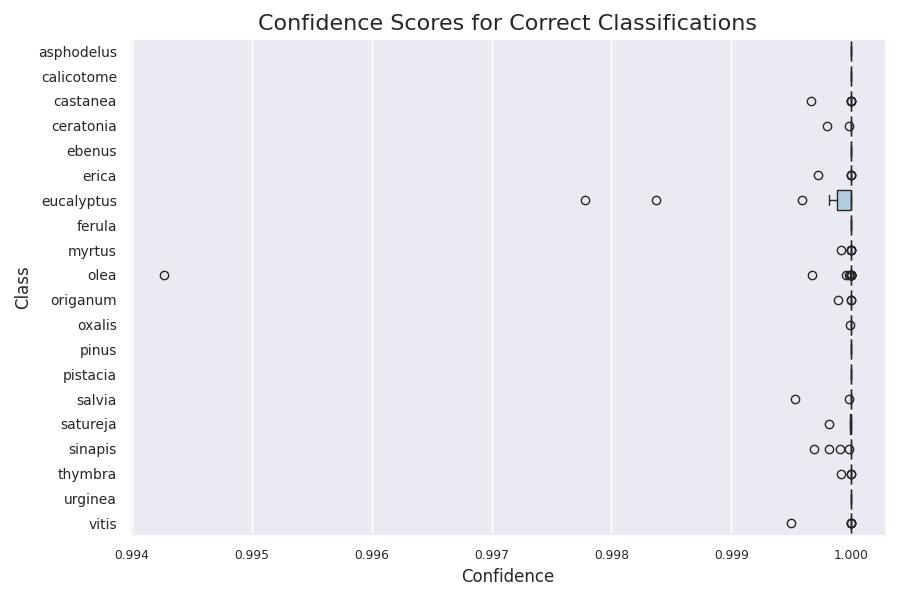 Confidence Scores for Correct Classifications
asphodelus
calicotome
castanea
ceratonia
ebenus
erica
eucalyptus
ferula
myrtus
olea
origanum
oxalis
pinus
pistacia
salvia
satureja
sinapis
thymbra
urginea
vitis
Class
0.994 0.995 0.996 0.997 0.998 0.999 1.000
Confidence